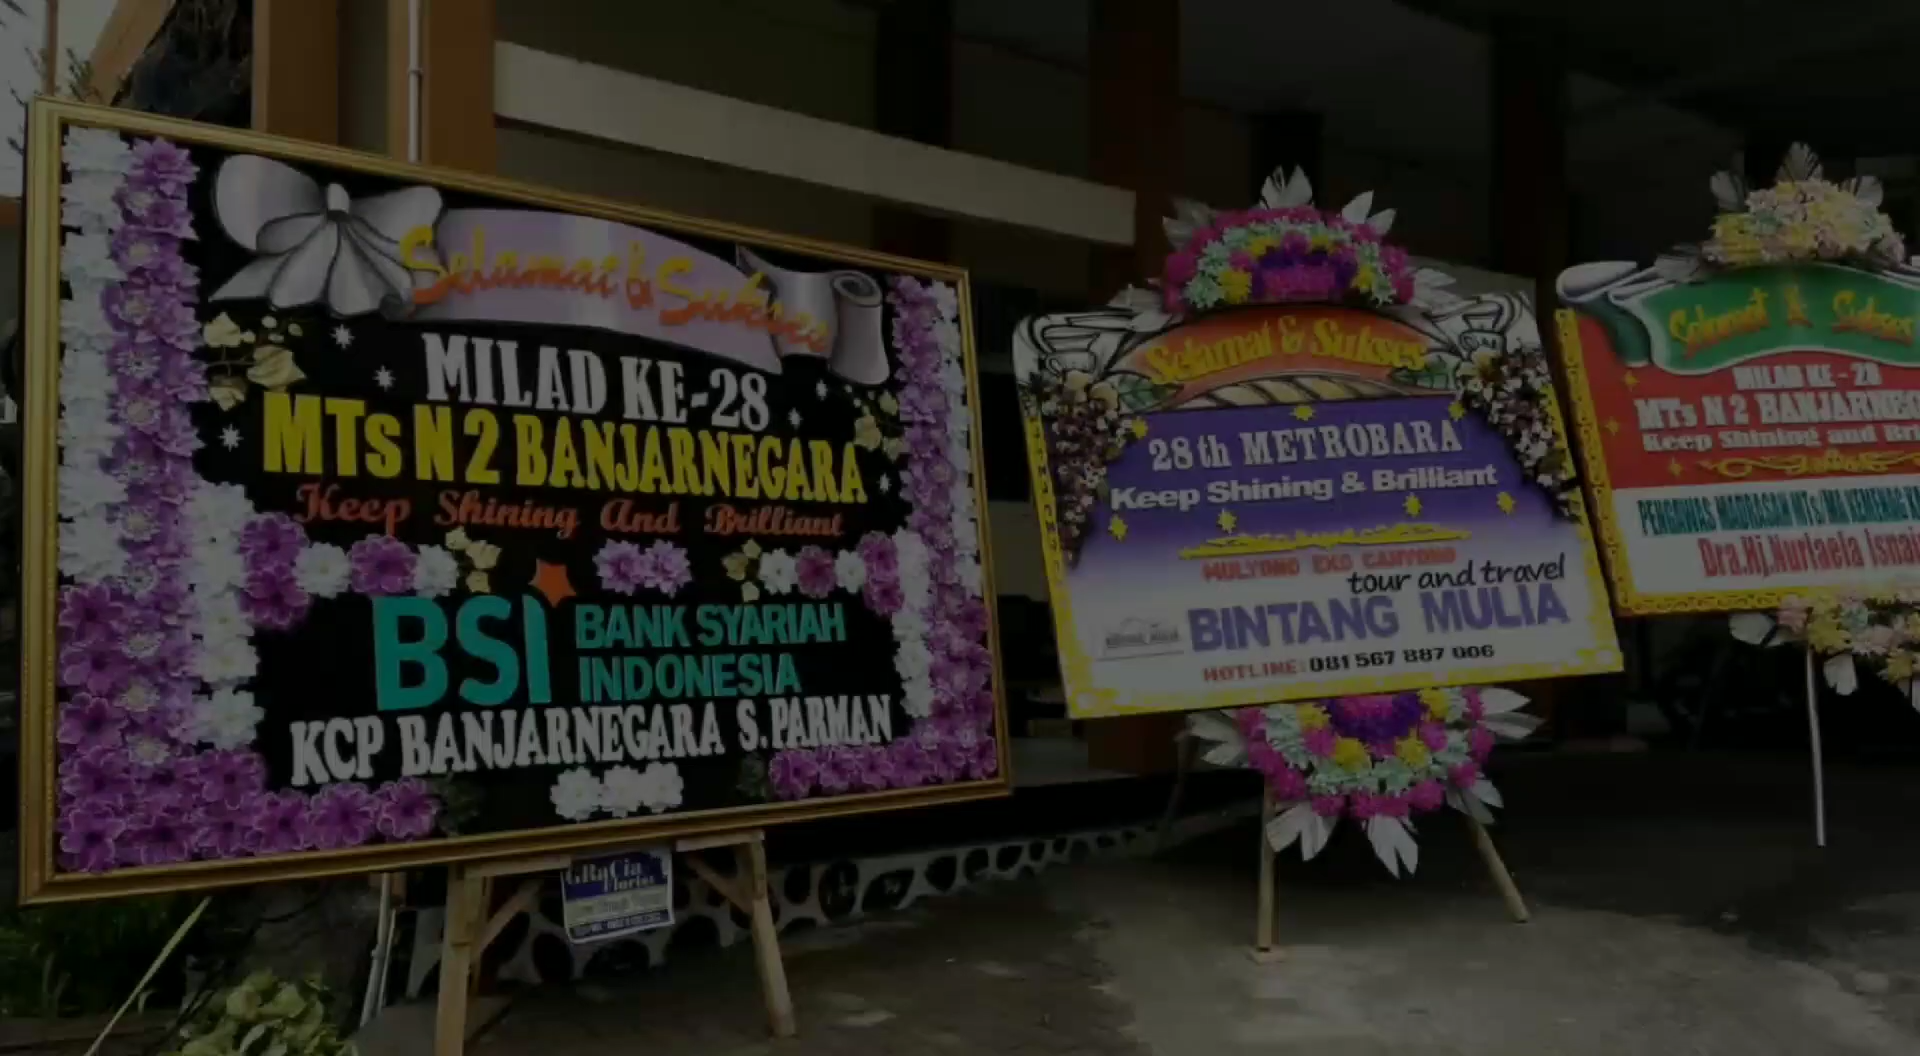 Selamat & Sukses
MILAD KE-28
MTs N 2 BANJARNEGARA
Keep Shining And Brilliant
BSI BANK SYARIAH
INDONESIA
KCP BANJARNEGARA S. PARMAN
GRaCia
Florist
Selamat & Sukses
28th METROBARA
Keep Shining & Brilliant
MULYONO EKO CAHYONO
tour and travel
BINTANG MULIA
HOTLINE: 081 567 887 006
Selamat & Sukses
MILAD KE - 28
MTs N 2 BANJARNEG
Keep Shining and Bri
PENGAWAS MADRASAH MTs/MA KEMENAG
Dra.Hj.Nurlaela Isnai